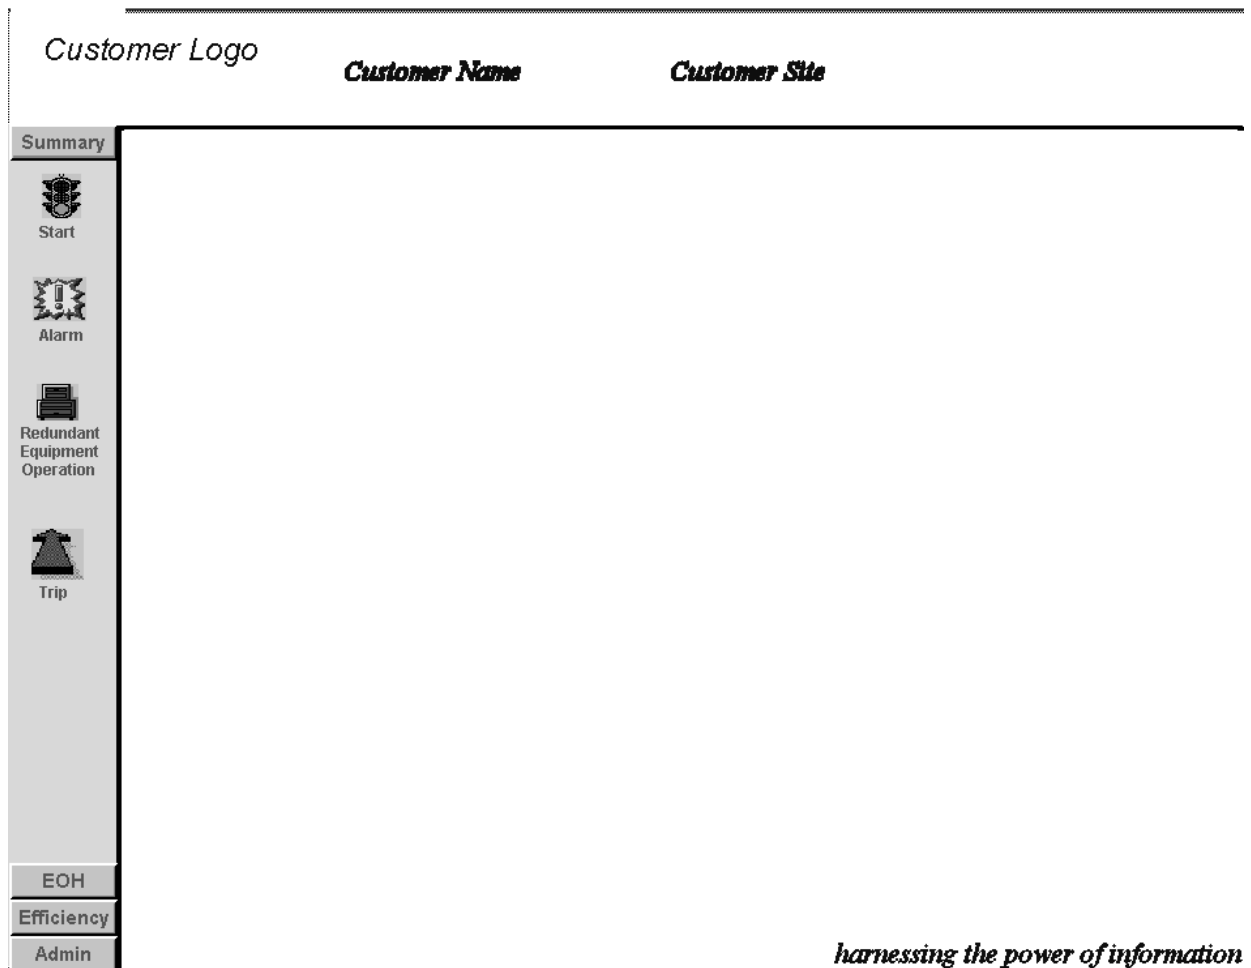 Customer Logo
Customer Name
Customer Site
Summary
Start
Alarm
Redundant
Equipment
Operation
Trip
EOH
Efficiency
Admin
harnessing the power of information